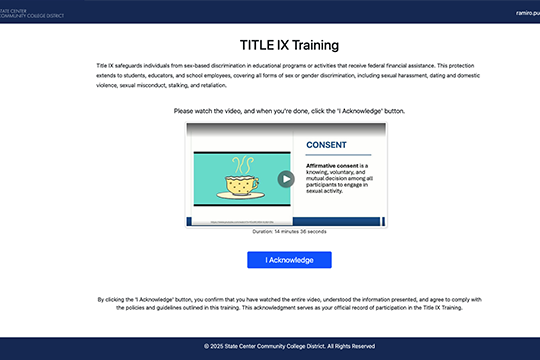 STATE CENTER
COMMUNITY COLLEGE DISTRICT
ramiro.pu
TITLE IX Training
Title IX safeguards individuals from sex-based discrimination in educational programs or activities that receive federal financial assistance. This protection
extends to students, educators, and school employees, covering all forms of sex or gender discrimination, including sexual harassment, dating and domestic
violence, sexual misconduct, stalking, and retaliation.
Please watch the video, and when you're done, click the 'I Acknowledge' button.
CONSENT
Affirmative consent is a
knowing, voluntary, and
mutual decision among all
participants to engage in
sexual activity.
Duration: 14 minutes 36 seconds
I Acknowledge
By clicking the 'I Acknowledge' button, you confirm that you have watched the entire video, understood the information presented, and agree to comply with
the policies and guidelines outlined in this training. This acknowledgment serves as your official record of participation in the Title IX Training.
© 2025 State Center Community College District. All Rights Reserved